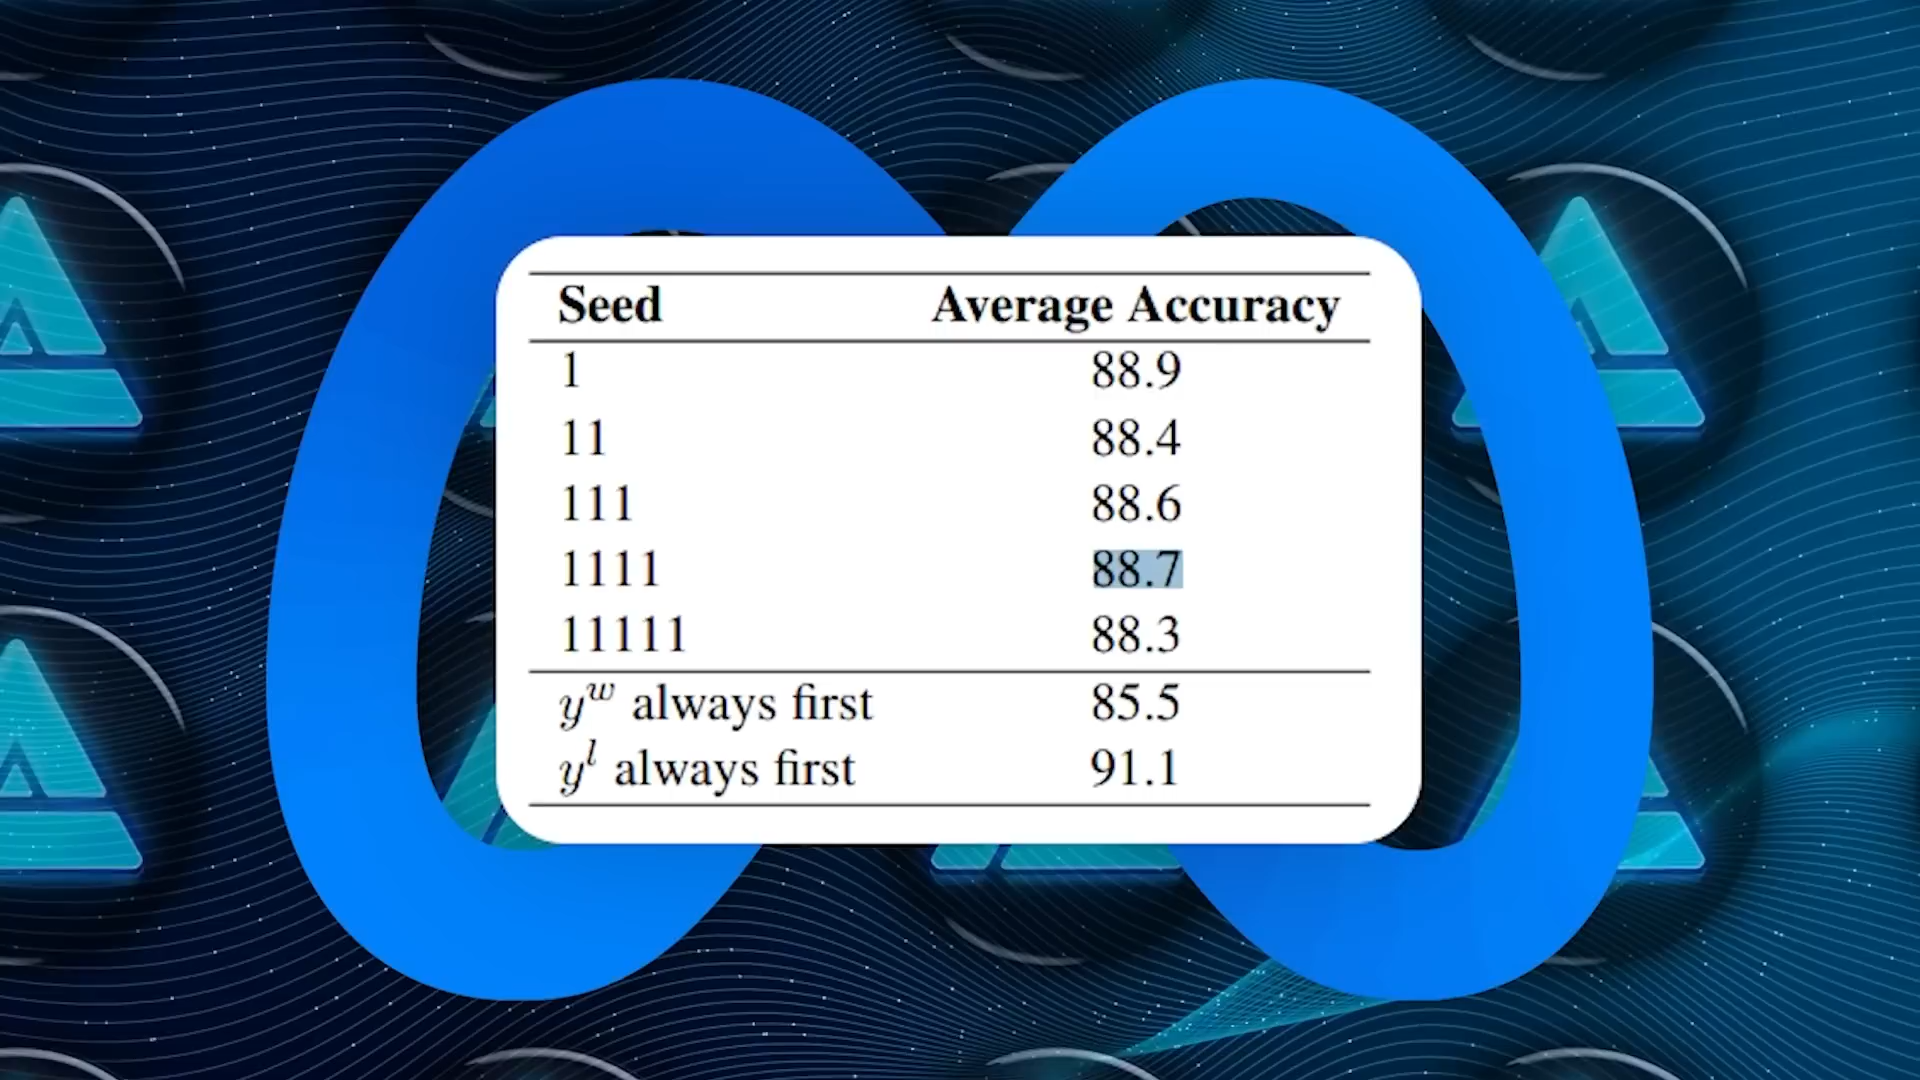 Seed Average Accuracy
1 88.9
11 88.4
111 88.6
1111 88.7
11111 88.3
y^w always first 85.5
y^l always first 91.1